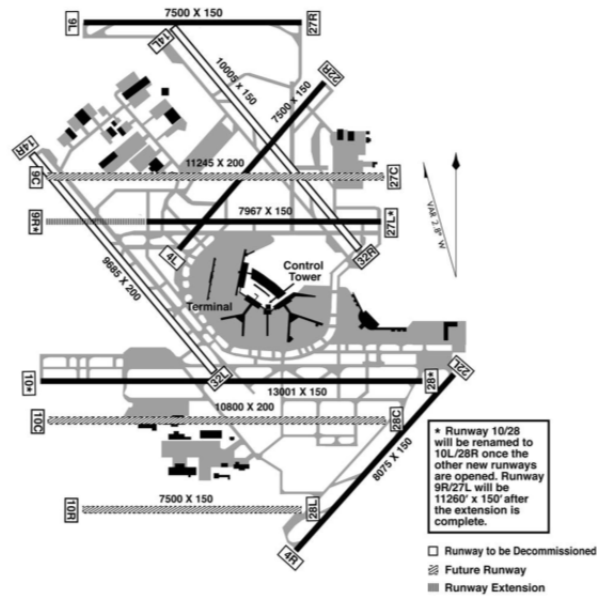 7500 X 150
9L
27R
14L
10005 x 150
22R
7500 x 150
14R
11245 X 200
9C
27C
VAR 2.8° W
7967 X 150
9R*
27L*
4L
32R
9685 x 200
Control
Tower
Terminal
32L
22L
10*
28*
13001 X 150
10800 X 200
10C
28C
8075 X 150
7500 X 150
10R
28L
4R
* Runway 10/28
will be renamed to
10L/28R once the
other new runways
are opened. Runway
9R/27L will be
11260' x 150' after
the extension is
complete.
Runway to be Decommissioned
Future Runway
Runway Extension